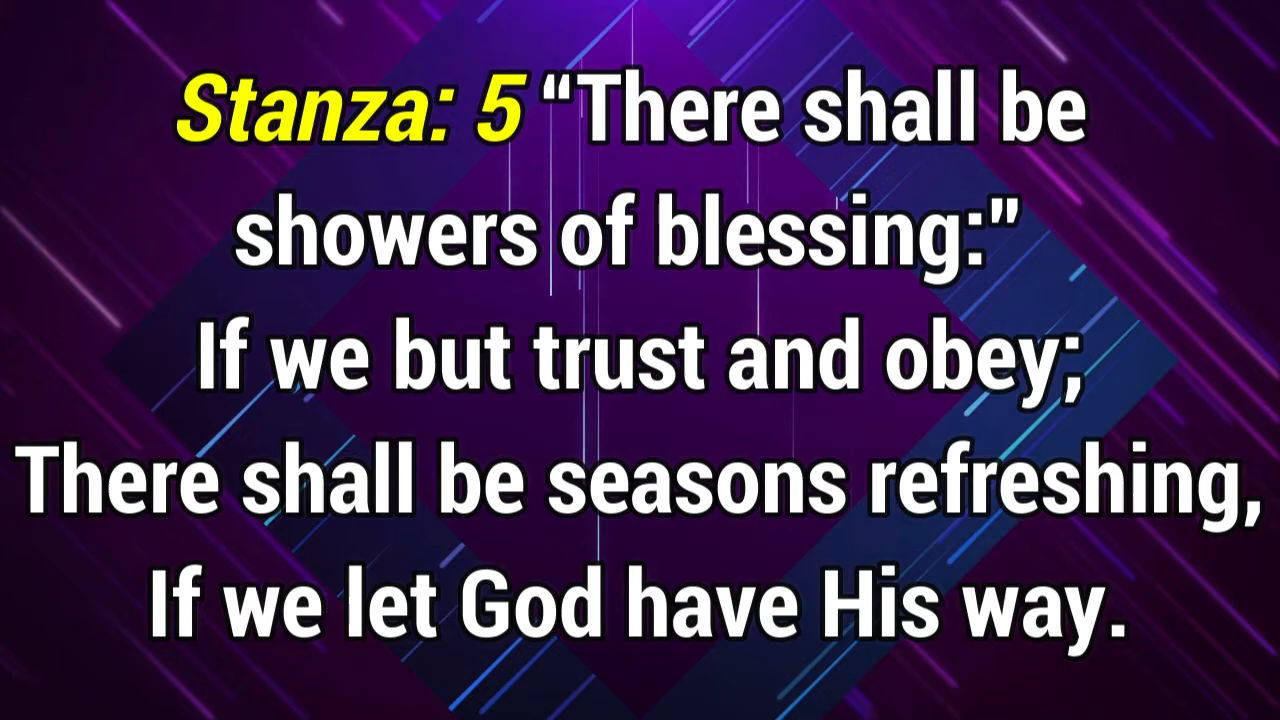 Stanza: 5 “There shall be
showers of blessing:”
If we but trust and obey;
There shall be seasons refreshing,
If we let God have His way.